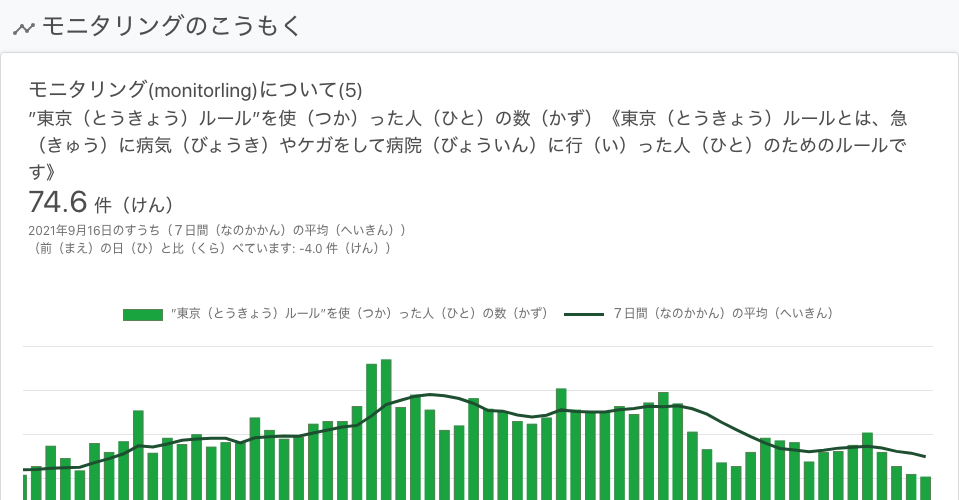 モニタリングのこうもく
モニタリング(monitorling)について(5)
”東京（とうきょう）ルール”を使（つか）った人（ひと）の数（かず）《東京（とうきょう）ルールとは、急
（きゅう）に病気（びょうき）やケガをして病院（びょういん）に行（い）った人（ひと）のためのルールで
す》
74.6 件（けん）
2021年9月16日のすうち（７日間（なのかかん）の平均（へいきん））
（前（まえ）の日（ひ）と比（くら）べています: -4.0 件（けん））
”東京（とうきょう）ルール”を使（つか）った人（ひと）の数（かず） ７日間（なのかかん）の平均（へいきん）